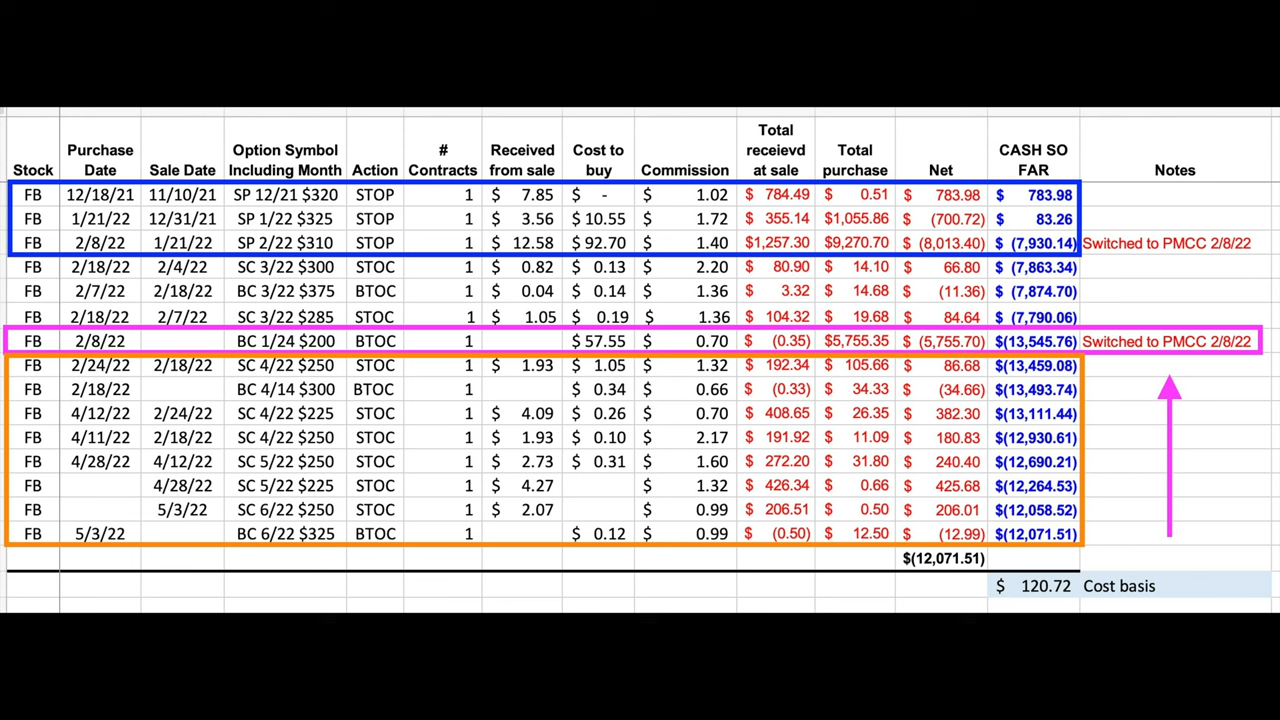 Stock Purchase Date Sale Date Option Symbol Including Month Action # Contracts Received from sale Cost to buy Commission Total receievd at sale Total purchase Net CASH SO FAR Notes
FB 12/18/21 11/10/21 SP 12/21 $320 STOP 1 $ 7.85 $ - $ 1.02 $ 784.49 $ 0.51 $ 783.98 $ 783.98
FB 1/21/22 12/31/21 SP 1/22 $325 STOP 1 $ 3.56 $ 10.55 $ 1.72 $ 355.14 $1,055.86 $ (700.72) $ 83.26
FB 2/8/22 1/21/22 SP 2/22 $310 STOP 1 $ 12.58 $ 92.70 $ 1.40 $1,257.30 $9,270.70 $ (8,013.40) $ (7,930.14) Switched to PMCC 2/8/22
FB 2/18/22 2/4/22 SC 3/22 $300 STOC 1 $ 0.82 $ 0.13 $ 2.20 $ 80.90 $ 14.10 $ 66.80 $ (7,863.34)
FB 2/7/22 2/18/22 BC 3/22 $375 BTOC 1 $ 0.04 $ 0.14 $ 1.36 $ 3.32 $ 14.68 $ (11.36) $ (7,874.70)
FB 2/18/22 2/7/22 SC 3/22 $285 STOC 1 $ 1.05 $ 0.19 $ 1.36 $ 104.32 $ 19.68 $ 84.64 $ (7,790.06)
FB 2/8/22 BC 1/24 $200 BTOC 1 $57.55 $ 0.70 $ (0.35) $5,755.35 $ (5,755.70) $(13,545.76) Switched to PMCC 2/8/22
FB 2/24/22 2/18/22 SC 4/22 $250 STOC 1 $ 1.93 $ 1.05 $ 1.32 $ 192.34 $ 105.66 $ 86.68 $(13,459.08)
FB 2/18/22 BC 4/14 $300 BTOC 1 $ 0.34 $ 0.66 $ (0.33) $ 34.33 $ (34.66) $(13,493.74)
FB 4/12/22 2/24/22 SC 4/22 $225 STOC 1 $ 4.09 $ 0.26 $ 0.70 $ 408.65 $ 26.35 $ 382.30 $(13,111.44)
FB 4/11/22 2/18/22 SC 4/22 $250 STOC 1 $ 1.93 $ 0.10 $ 2.17 $ 191.92 $ 11.09 $ 180.83 $(12,930.61)
FB 4/28/22 4/12/22 SC 5/22 $250 STOC 1 $ 2.73 $ 0.31 $ 1.60 $ 272.20 $ 31.80 $ 240.40 $(12,690.21)
FB 4/28/22 SC 5/22 $225 STOC 1 $ 4.27 $ 1.32 $ 426.34 $ 0.66 $ 425.68 $(12,264.53)
FB 5/3/22 SC 6/22 $250 STOC 1 $ 2.07 $ 0.99 $ 206.51 $ 0.50 $ 206.01 $(12,058.52)
FB 5/3/22 BC 6/22 $325 BTOC 1 $ 0.12 $ 0.99 $ (0.50) $ 12.50 $ (12.99) $(12,071.51)
$(12,071.51)
$ 120.72 Cost basis